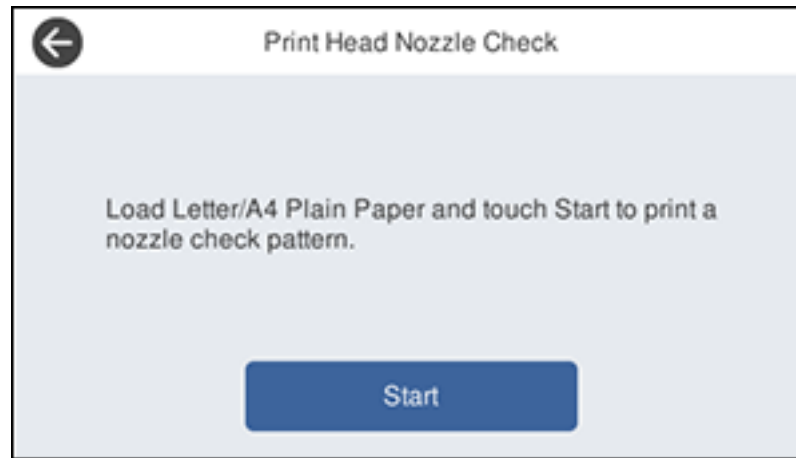 Print Head Nozzle Check
Load Letter/A4 Plain Paper and touch Start to print a
nozzle check pattern.
Start